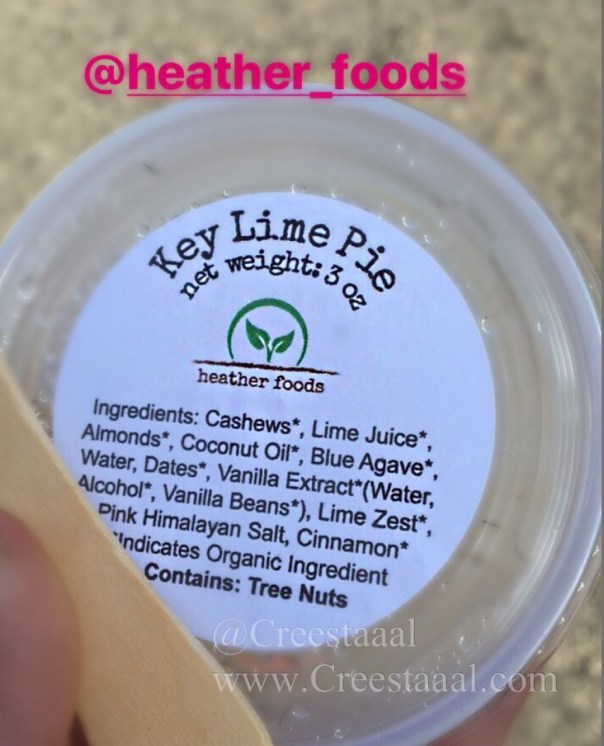 @heather_foods
Key Lime Pie
net weight: 3 oz
heather foods
Ingredients: Cashews*, Lime Juice*,
Almonds*, Coconut Oil*, Blue Agave*,
Water, Dates*, Vanilla Extract*(Water,
Alcohol*, Vanilla Beans*), Lime Zest*,
Pink Himalayan Salt, Cinnamon*
*Indicates Organic Ingredient
Contains: Tree Nuts
@Creestaaal
www.Creestaaal.com